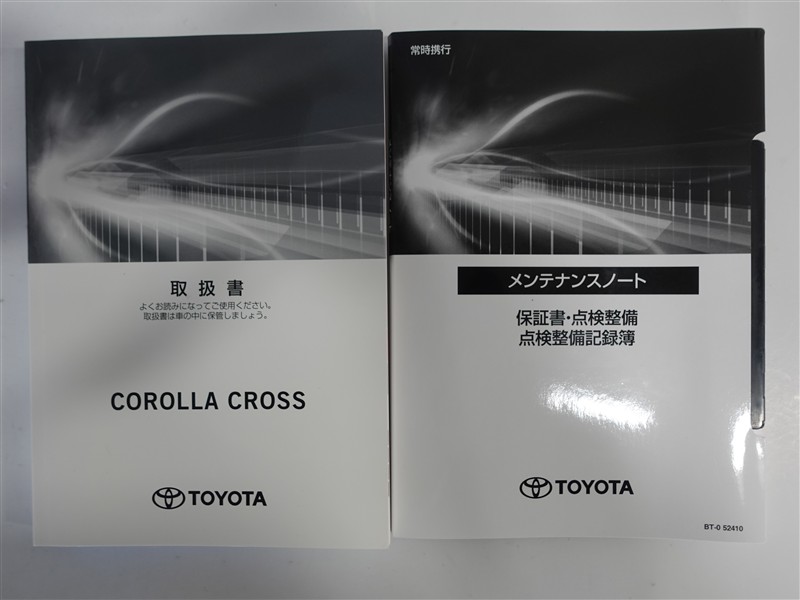 取扱書
よくお読みになってご使用ください。
取扱書は車の中に保管しましょう。
COROLLA CROSS
TOYOTA
常時携行
メンテナンスノート
保証書・点検整備
点検整備記録簿
TOYOTA
BT-0 52410